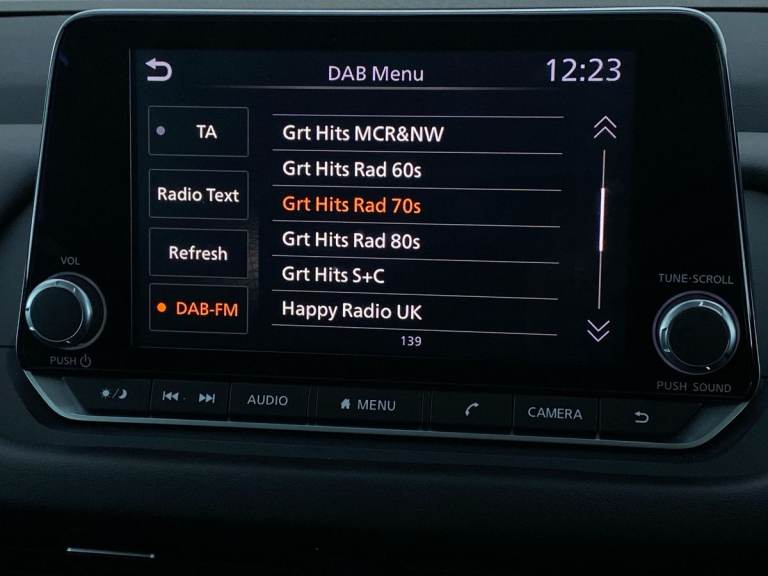 DAB Menu
12:23
TA
Radio Text
Refresh
DAB-FM
Grt Hits MCR&NW
Grt Hits Rad 60s
Grt Hits Rad 70s
Grt Hits Rad 80s
Grt Hits S+C
Happy Radio UK
139
VOL
PUSH
TUNE·SCROLL
PUSH SOUND
AUDIO
MENU
CAMERA